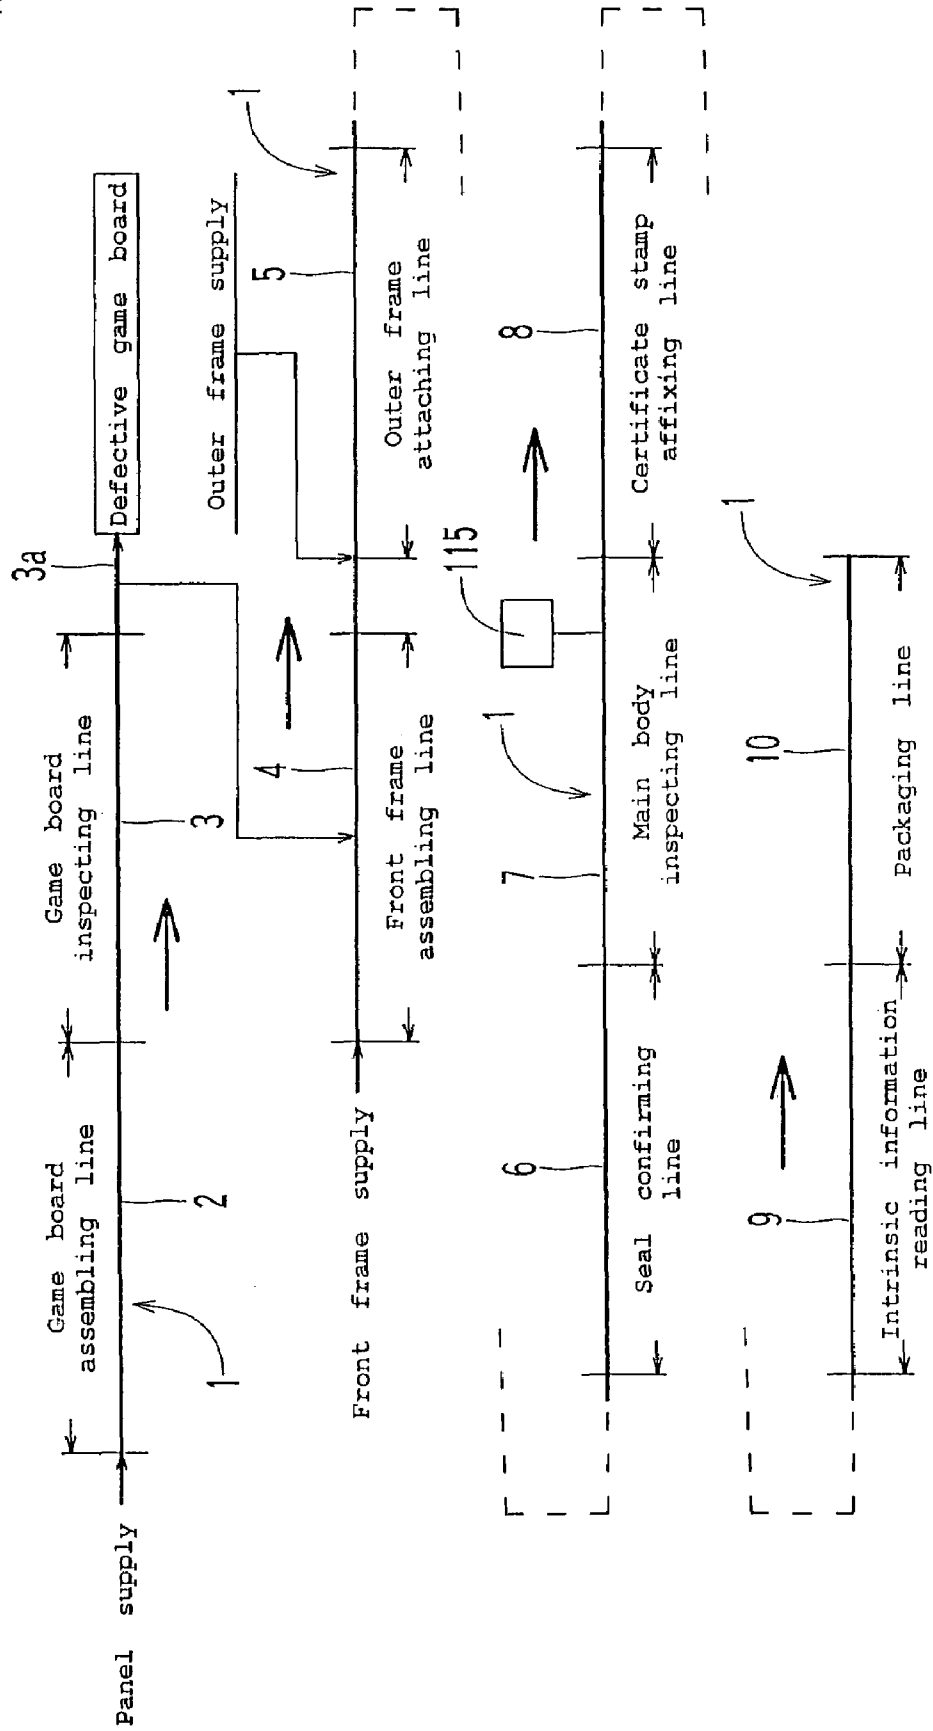 Panel supply
Game board
assembling line
2
1
Game board
inspecting line
3
3a
Defective game board
Outer frame supply
Front frame supply
Front frame
assembling line
4
Outer frame
attaching line
5
1
Seal confirming
line
6
Main body
inspecting line
7
1
115
Certificate stamp
affixing line
8
Intrinsic information
reading line
9
Packaging line
10
1